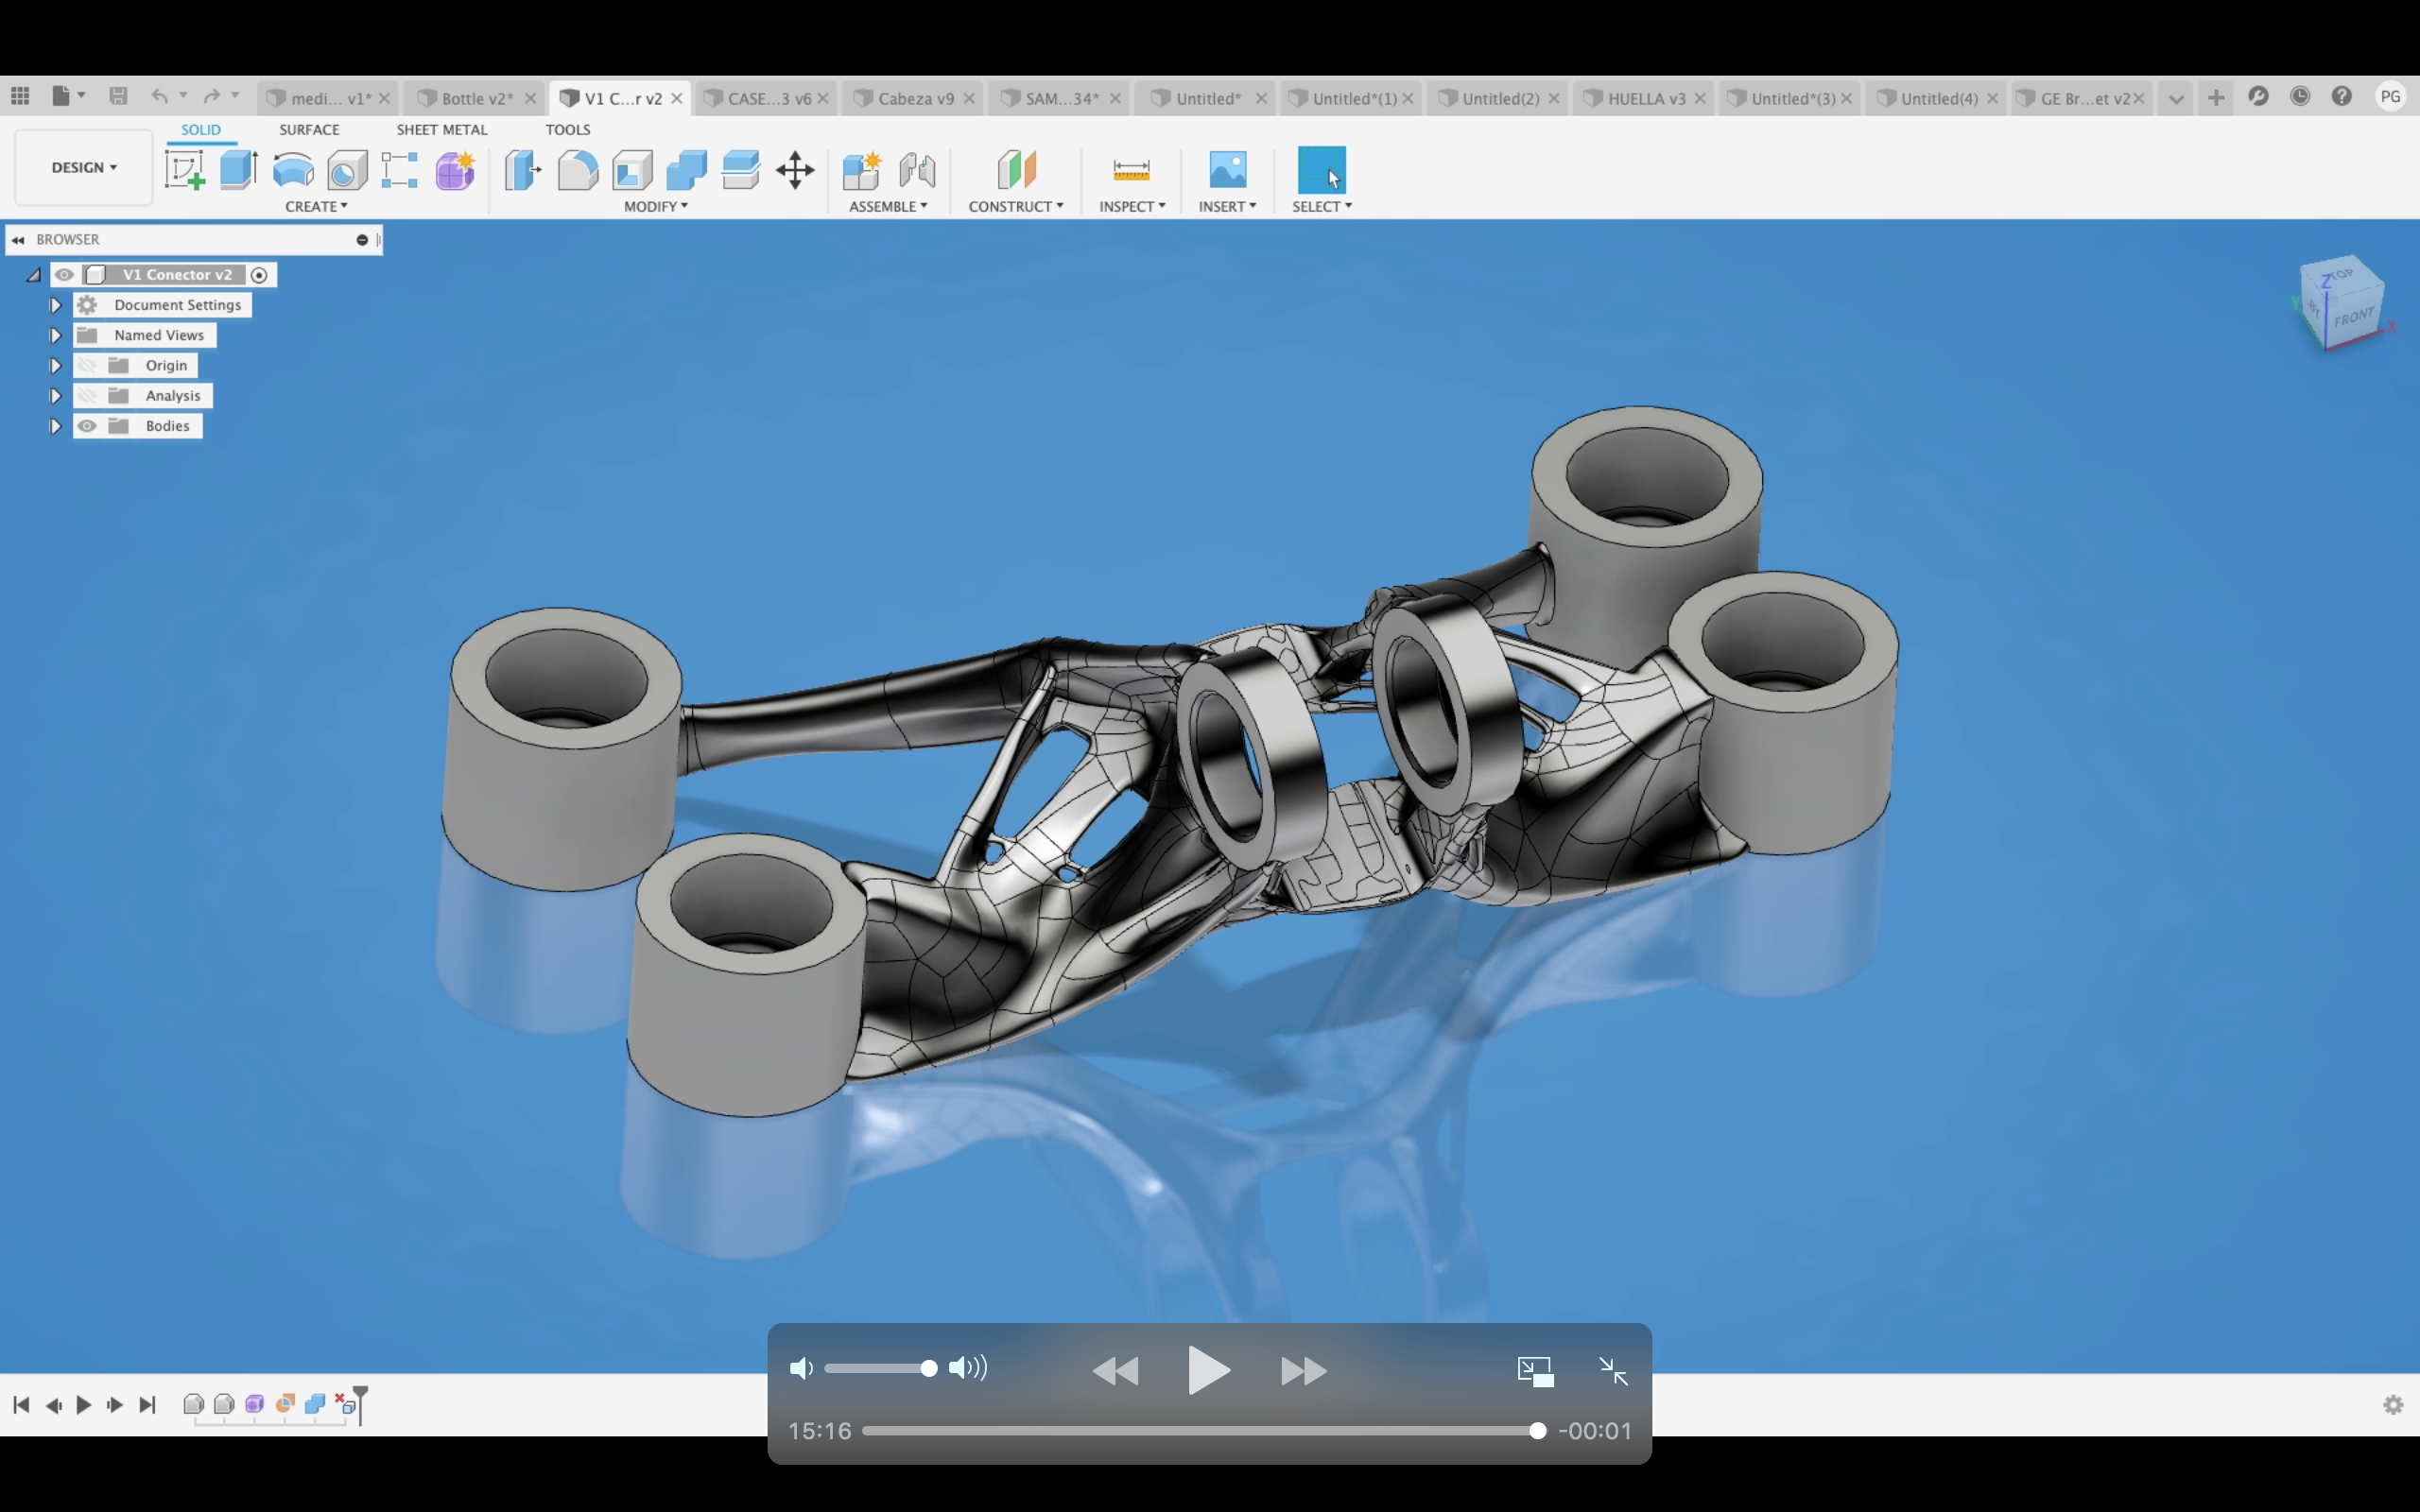 medi... v1* Bottle v2* V1 C...r v2 CASE...3 v6 Cabeza v9 SAM...34* Untitled* Untitled*(1) Untitled(2) HUELLA v3 Untitled*(3) Untitled(4) GE Br...et v2 PG
SOLID SURFACE SHEET METAL TOOLS
DESIGN
CREATE MODIFY ASSEMBLE CONSTRUCT INSPECT INSERT SELECT
BROWSER
V1 Conector v2
Document Settings
Named Views
Origin
Analysis
Bodies
TOP
Z
Y
FRONT
X
15:16 -00:01